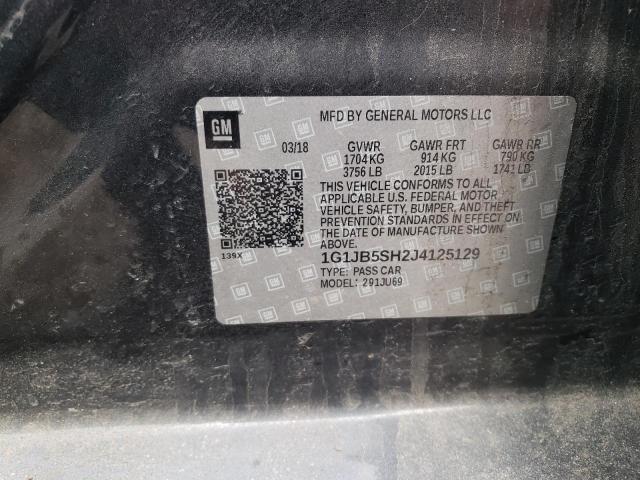 GM
MFD BY GENERAL MOTORS LLC
03/18 GVWR GAWR FRT GAWR RR
1704 KG 914 KG 790 KG
3756 LB 2015 LB 1741 LB
THIS VEHICLE CONFORMS TO ALL
APPLICABLE U.S. FEDERAL MOTOR
VEHICLE SAFETY, BUMPER, AND THEFT
PREVENTION STANDARDS IN EFFECT ON
THE DATE OF MANUFACTURE SHOWN
ABOVE.
139X
1G1JB5SH2J4125129
TYPE: PASS CAR
MODEL: 291JU69